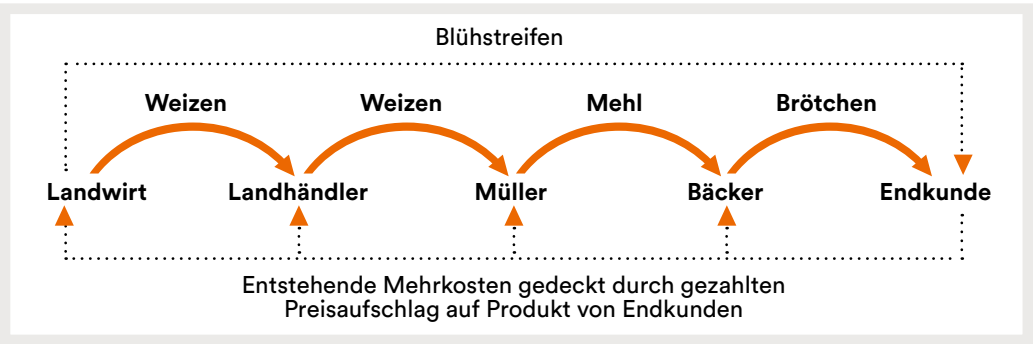 Blühstreifen
Weizen Weizen Mehl Brötchen
Landwirt Landhändler Müller Bäcker Endkunde
Entstehende Mehrkosten gedeckt durch gezahlten
Preisaufschlag auf Produkt von Endkunden